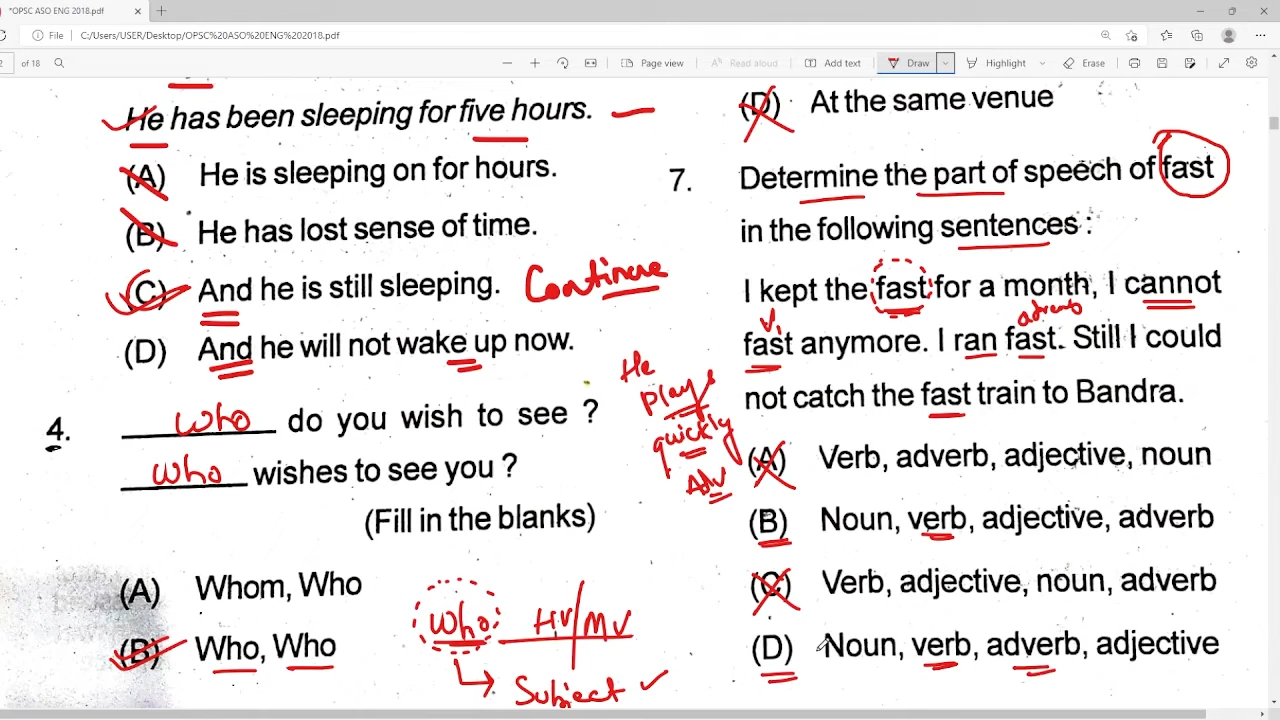 *OPSC ASO ENG 2018.pdf
File C:/Users/USER/Desktop/OPSC%20ASO%20ENG%202018.pdf
2 of 18
Page view
Read aloud
Add text
Draw
Highlight
Erase
He has been sleeping for five hours.
(A) He is sleeping on for hours.
(B) He has lost sense of time.
(C) And he is still sleeping. Continue
(D) And he will not wake up now.
4. who do you wish to see ?
who wishes to see you ?
(Fill in the blanks)
(A) Whom, Who
(B) Who, Who
who HV/MV
Subject
He
plays
quickly
Adv
(D) At the same venue
7. Determine the part of speech of fast
in the following sentences :
I kept the fast for a month, I cannot
v.
adverb
fast anymore. I ran fast. Still I could
not catch the fast train to Bandra.
(A) Verb, adverb, adjective, noun
(B) Noun, verb, adjective, adverb
(C) Verb, adjective, noun, adverb
(D) Noun, verb, adverb, adjective